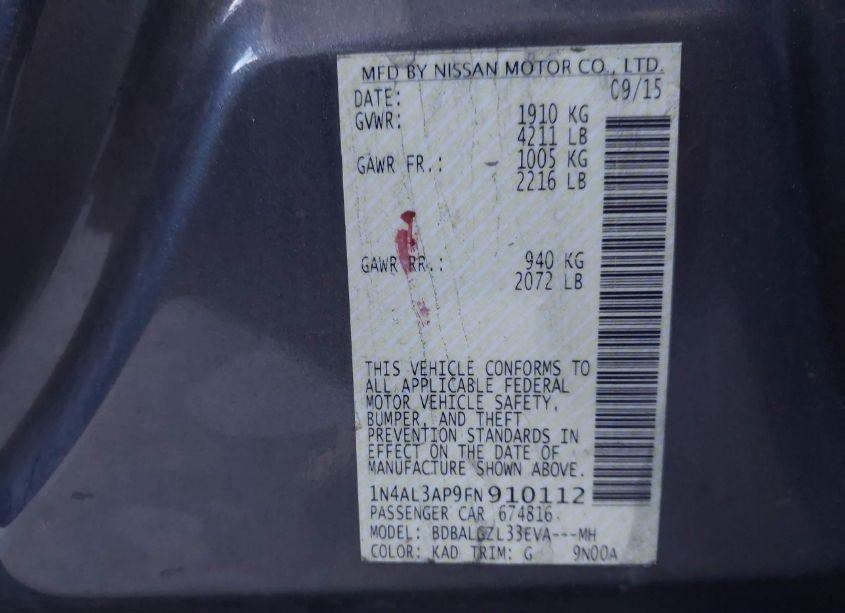 MFD BY NISSAN MOTOR CO., LTD.
DATE: 09/15
GVWR: 1910 KG
4211 LB
GAWR FR.: 1005 KG
2216 LB
GAWR RR.: 940 KG
2072 LB
THIS VEHICLE CONFORMS TO
ALL APPLICABLE FEDERAL
MOTOR VEHICLE SAFETY,
BUMPER, AND THEFT
PREVENTION STANDARDS IN
EFFECT ON THE DATE OF
MANUFACTURE SHOWN ABOVE.
1N4AL3AP9FN910112
PASSENGER CAR 674816
MODEL: BDBALGZL33EVA---MH
COLOR: KAD TRIM: G 9N00A